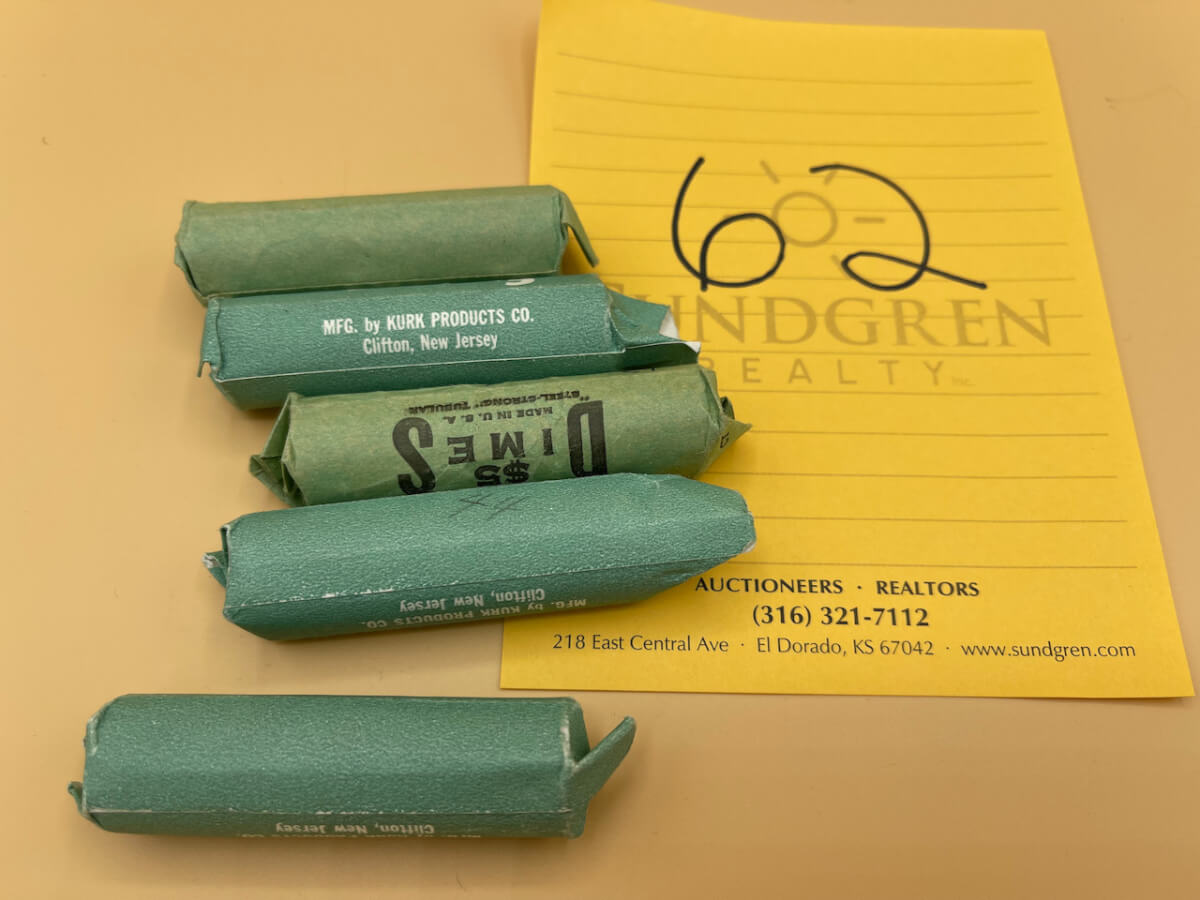 62
SUNDGREN
REALTY Inc.
MFG. by KURK PRODUCTS CO.
Clifton, New Jersey
DIMES
$5
MADE IN U. S. A.
"STEEL-STRONG" TUBULAR
MFG. by KURK PRODUCTS CO.
Clifton, New Jersey
AUCTIONEERS · REALTORS
(316) 321-7112
218 East Central Ave · El Dorado, KS 67042 · www.sundgren.com
Clifton, New Jersey